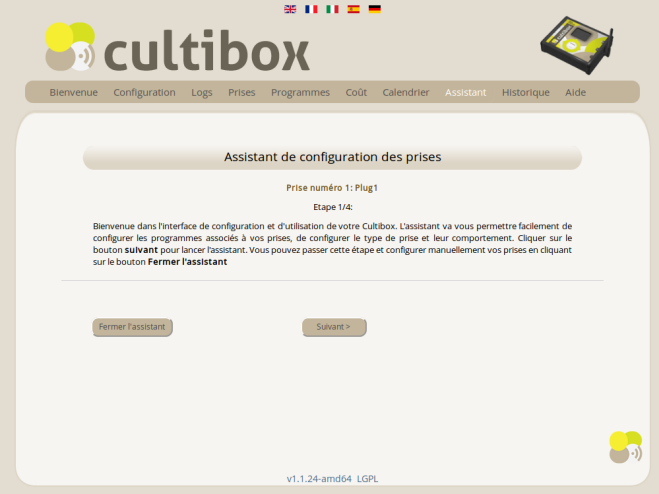 cultibox
Bienvenue Configuration Logs Prises Programmes Coût Calendrier Assistant Historique Aide
Assistant de configuration des prises
Prise numéro 1: Plug1
Etape 1/4:
Bienvenue dans l'interface de configuration et d'utilisation de votre Cultibox. L'assistant va vous permettre facilement de
configurer les programmes associés à vos prises, de configurer le type de prise et leur comportement. Cliquer sur le
bouton suivant pour lancer l'assistant. Vous pouvez passer cette étape et configurer manuellement vos prises en cliquant
sur le bouton Fermer l'assistant
Fermer l'assistant Suivant >
v1.1.24-amd64 LGPL